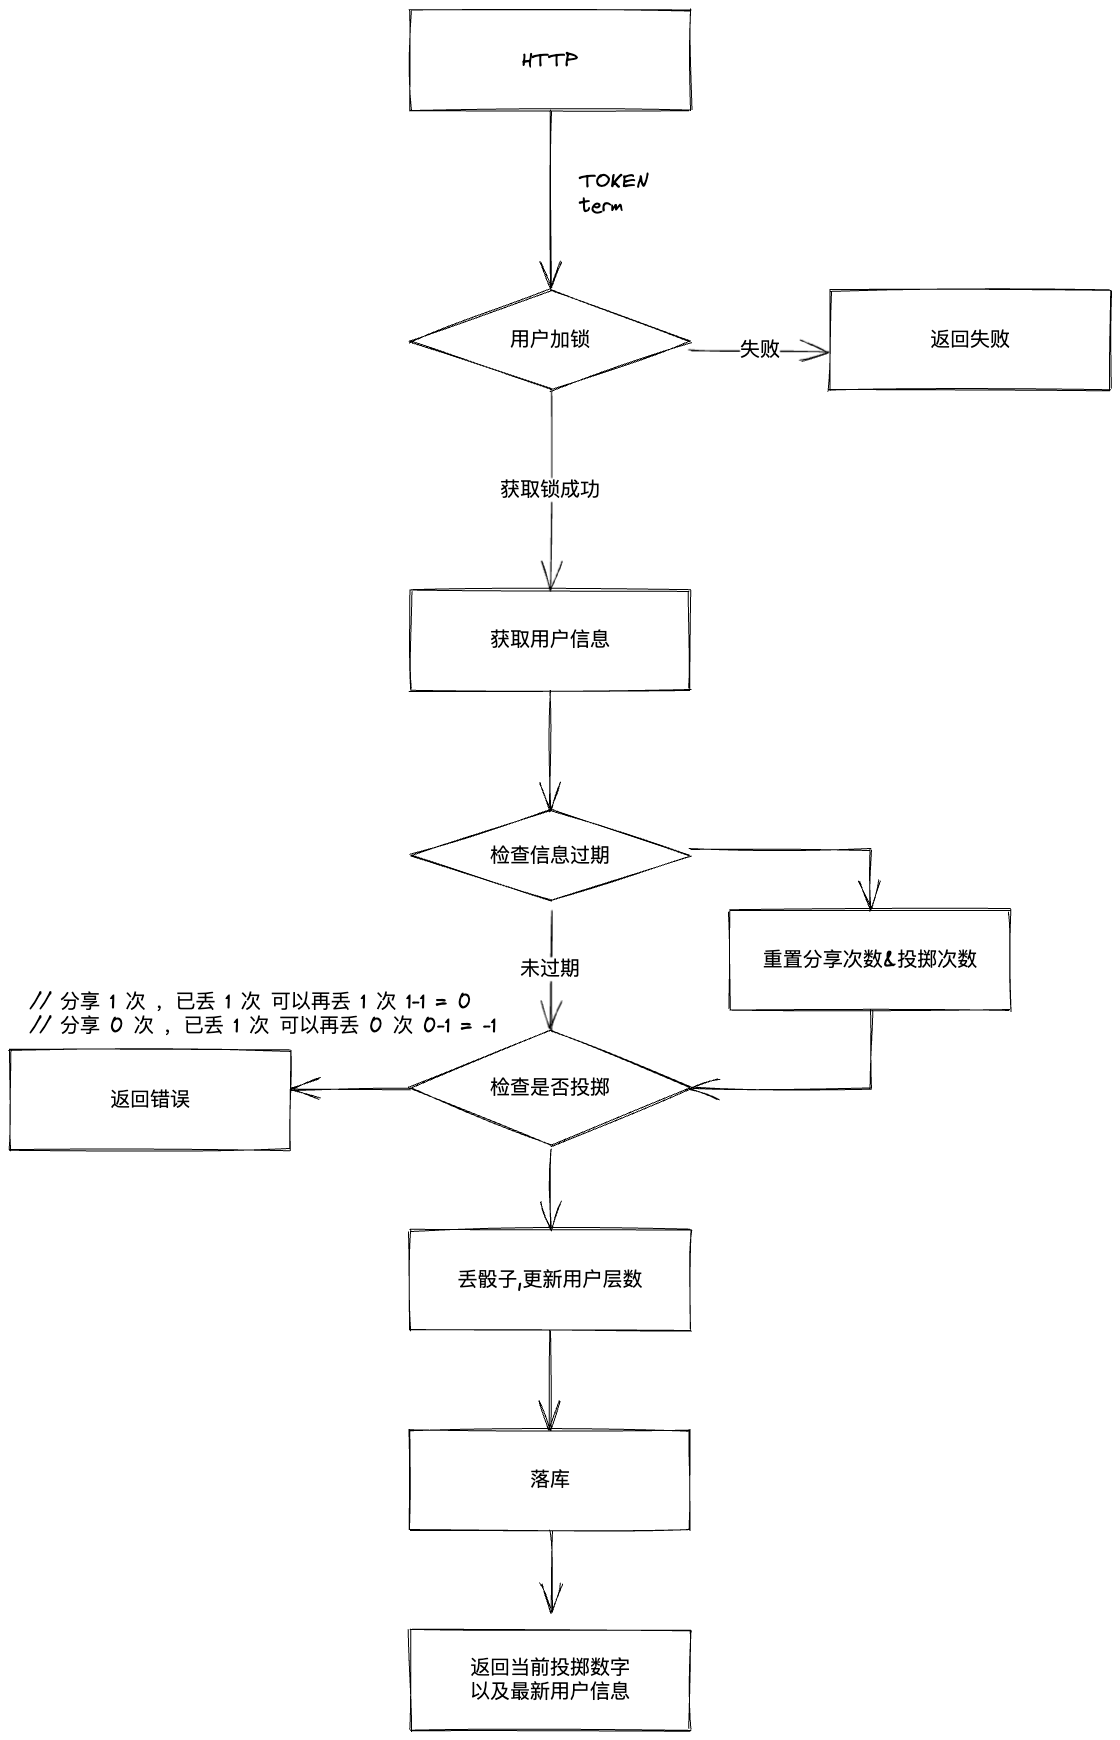 HTTP
TOKEN
term
用户加锁
失败
返回失败
获取锁成功
获取用户信息
检查信息过期
重置分享次数&投掷次数
未过期
// 分享 1 次 ，已丢 1 次 可以再丢 1 次 1-1 = 0
// 分享 0 次 ，已丢 1 次 可以再丢 0 次 0-1 = -1
检查是否投掷
返回错误
丢骰子,更新用户层数
落库
返回当前投掷数字
以及最新用户信息